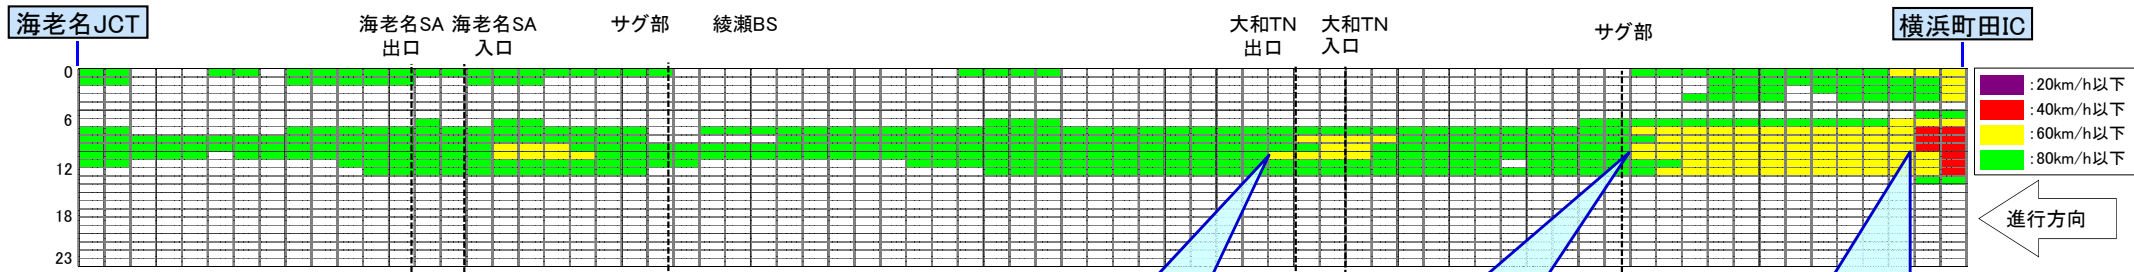 海老名JCT
海老名SA
出口
海老名SA
入口
サグ部
綾瀬BS
大和TN
出口
大和TN
入口
サグ部
横浜町田IC
0
6
12
18
23
:20km/h以下
:40km/h以下
:60km/h以下
:80km/h以下
進行方向